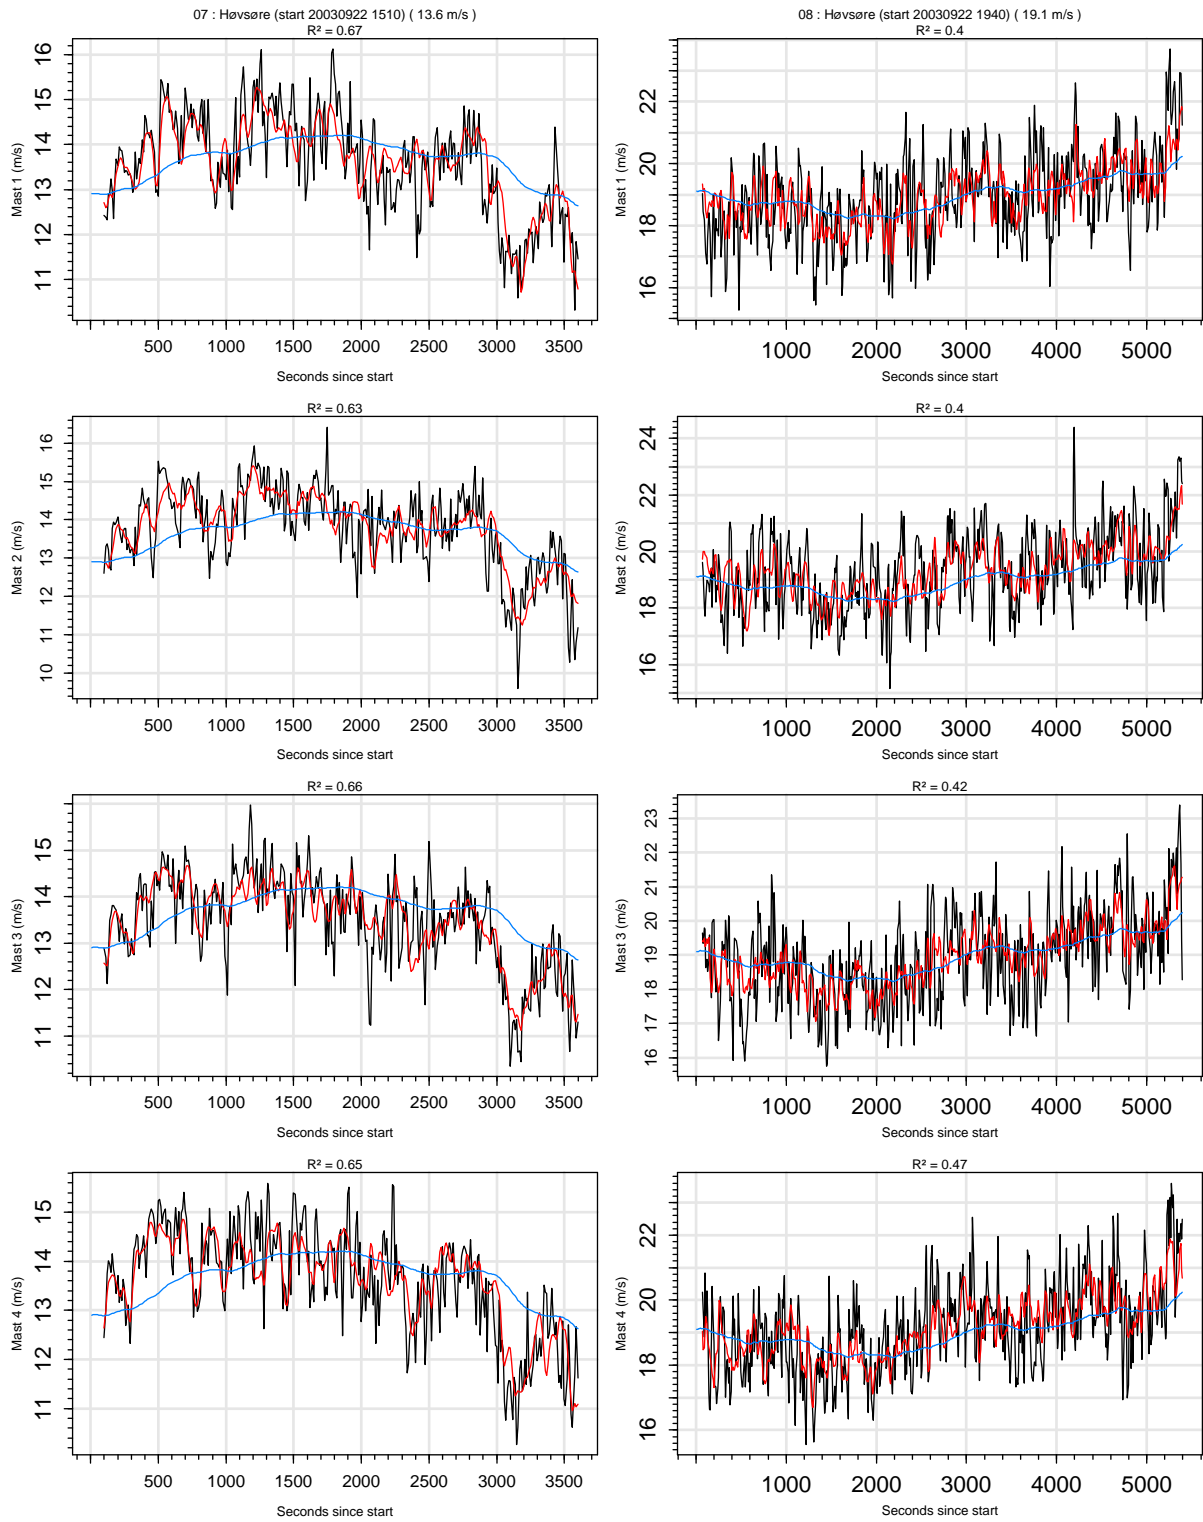 07 : Høvsøre (start 20030922 1510) ( 13.6 m/s )
R² = 0.67
Mast 1 (m/s)
11 12 13 14 15 16
500 1000 1500 2000 2500 3000 3500
Seconds since start
08 : Høvsøre (start 20030922 1940) ( 19.1 m/s )
R² = 0.4
Mast 1 (m/s)
16 18 20 22
1000 2000 3000 4000 5000
Seconds since start
R² = 0.63
Mast 2 (m/s)
10 11 12 13 14 15 16
500 1000 1500 2000 2500 3000 3500
Seconds since start
R² = 0.4
Mast 2 (m/s)
16 18 20 22 24
1000 2000 3000 4000 5000
Seconds since start
R² = 0.66
Mast 3 (m/s)
11 12 13 14 15
500 1000 1500 2000 2500 3000 3500
Seconds since start
R² = 0.42
Mast 3 (m/s)
16 17 18 19 20 21 22 23
1000 2000 3000 4000 5000
Seconds since start
R² = 0.65
Mast 4 (m/s)
11 12 13 14 15
500 1000 1500 2000 2500 3000 3500
Seconds since start
R² = 0.47
Mast 4 (m/s)
16 18 20 22
1000 2000 3000 4000 5000
Seconds since start